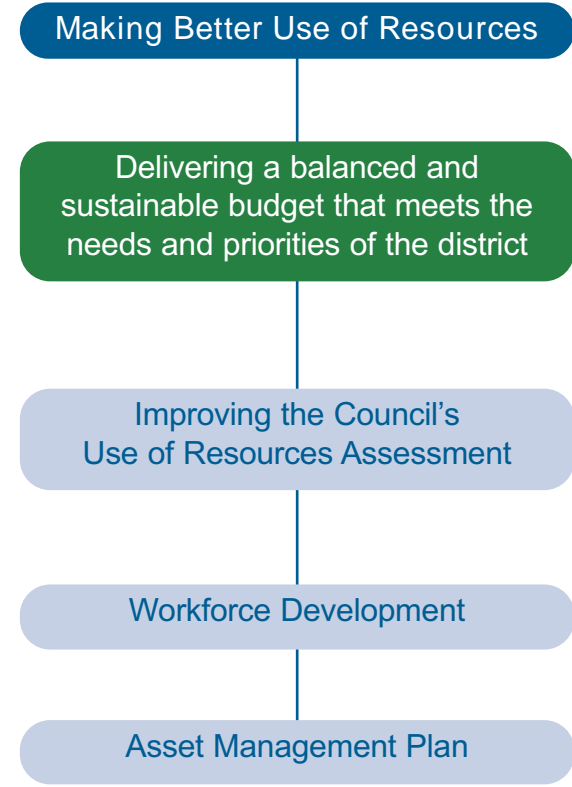 Making Better Use of Resources
Delivering a balanced and
sustainable budget that meets the
needs and priorities of the district
Improving the Council’s
Use of Resources Assessment
Workforce Development
Asset Management Plan